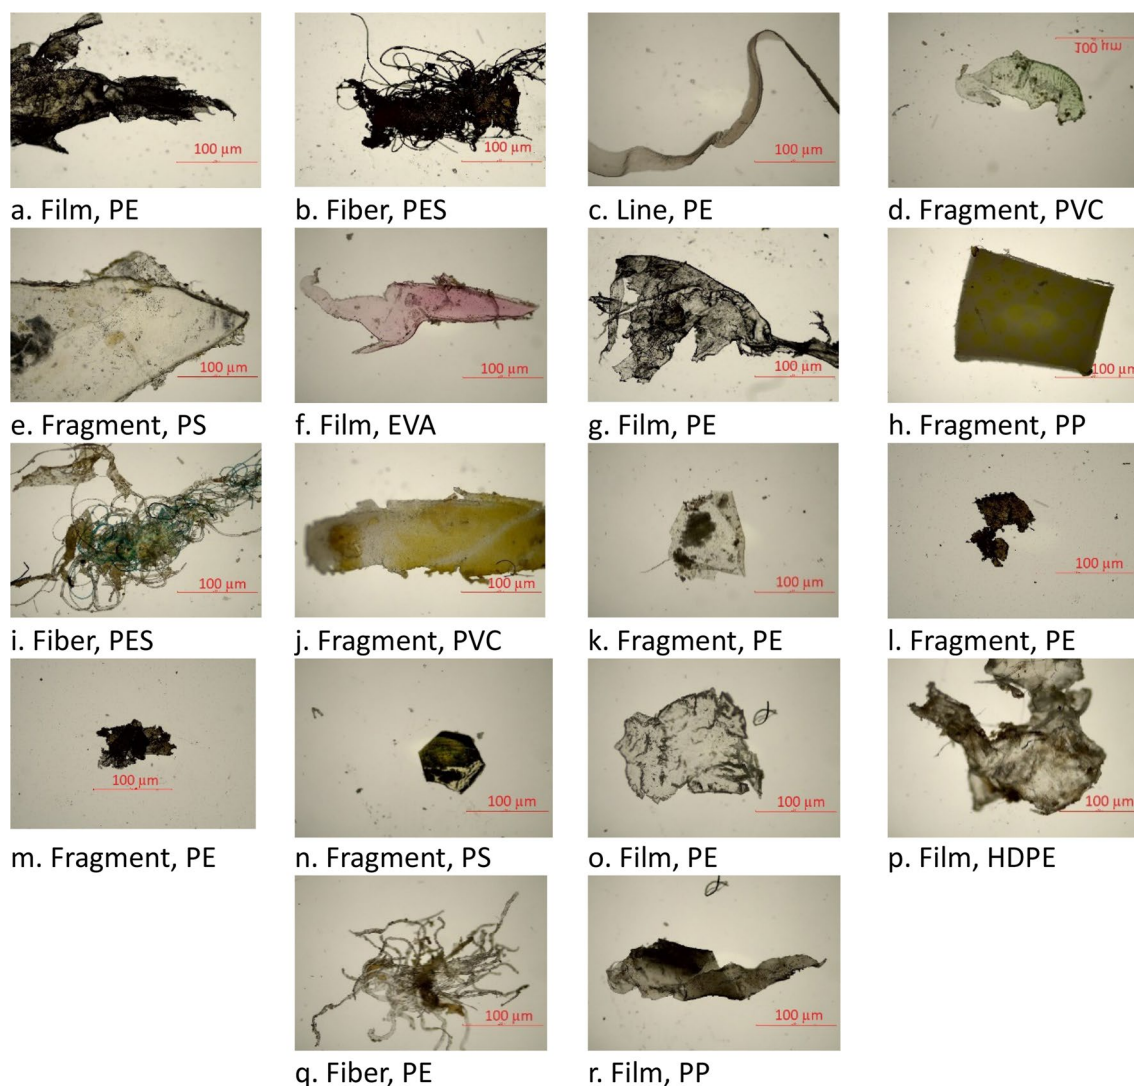 100 μm
100 μm
100 μm
100 μm
a. Film, PE
b. Fiber, PES
c. Line, PE
d. Fragment, PVC
100 μm
100 μm
100 μm
100 μm
e. Fragment, PS
f. Film, EVA
g. Film, PE
h. Fragment, PP
100 μm
100 μm
100 μm
100 μm
i. Fiber, PES
j. Fragment, PVC
k. Fragment, PE
l. Fragment, PE
100 μm
100 μm
100 μm
100 μm
m. Fragment, PE
n. Fragment, PS
o. Film, PE
p. Film, HDPE
100 μm
100 μm
q. Fiber, PE
r. Film, PP